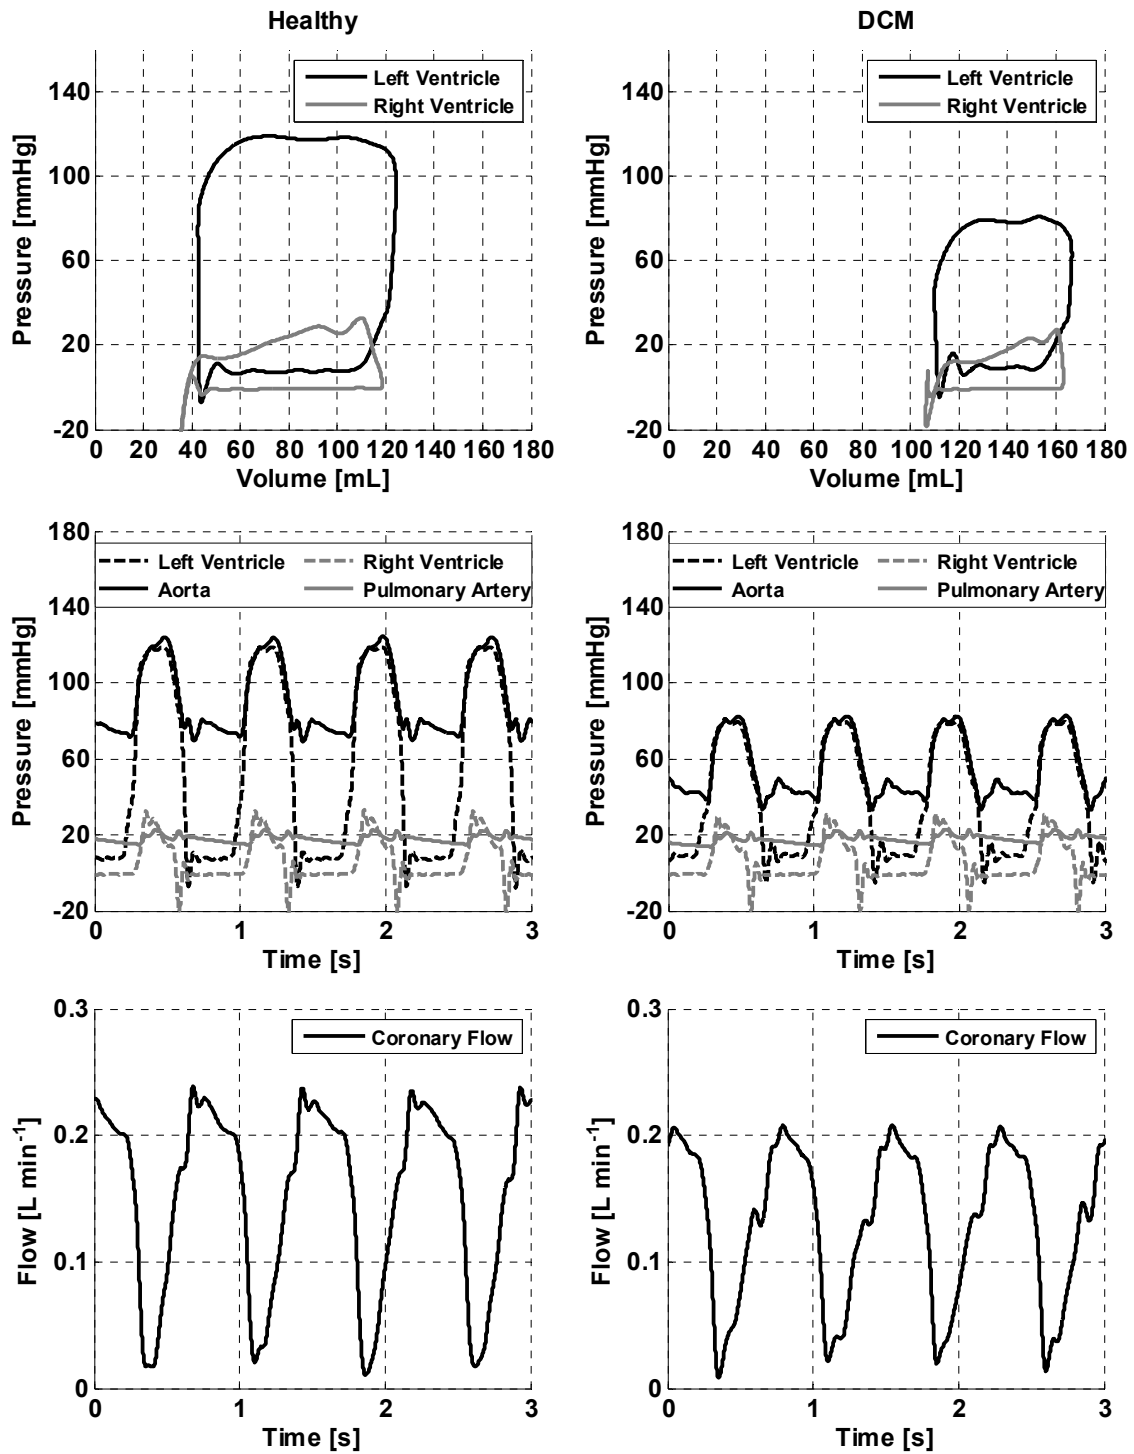 Healthy
DCM
Left Ventricle
Right Ventricle
140
100
60
20
-20
Pressure [mmHg]
0 20 40 60 80 100 120 140 160 180
Volume [mL]
Left Ventricle
Right Ventricle
140
100
60
20
-20
Pressure [mmHg]
0 20 40 60 80 100 120 140 160 180
Volume [mL]
180
Left Ventricle Right Ventricle
Aorta Pulmonary Artery
140
100
60
20
-20
Pressure [mmHg]
0 1 2 3
Time [s]
180
Left Ventricle Right Ventricle
Aorta Pulmonary Artery
140
100
60
20
-20
Pressure [mmHg]
0 1 2 3
Time [s]
0.3
Coronary Flow
0.2
0.1
0
Flow [L min⁻¹]
0 1 2 3
Time [s]
0.3
Coronary Flow
0.2
0.1
0
Flow [L min⁻¹]
0 1 2 3
Time [s]